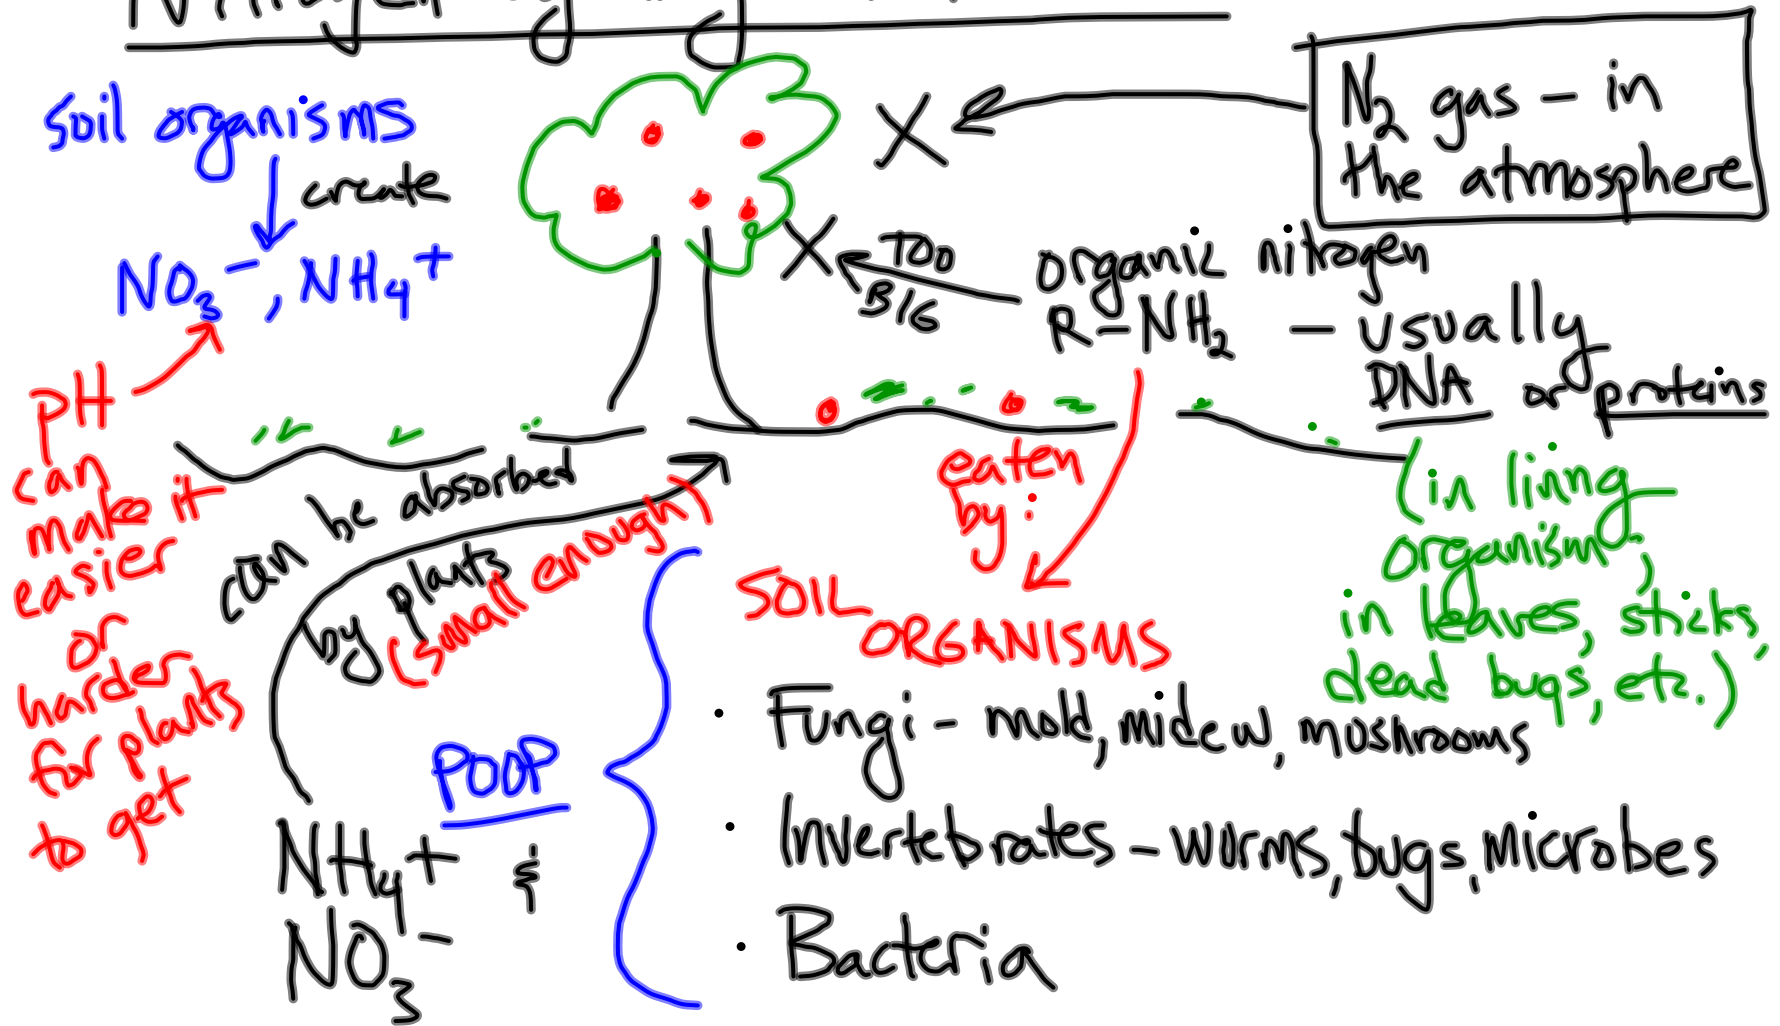 soil organisms
create
NO3-, NH4+
N2 gas - in
the atmosphere
TOO
BIG
organic nitrogen
R-NH2 - usually
DNA or proteins
(in living
organism,
in leaves, sticks,
dead bugs, etc.)
pH
can
make it
easier
or
harder
for plants
to get
can be absorbed
by plants
(small enough)
eaten
by:
SOIL
ORGANISMS
• Fungi - mold, midew, mushrooms
• Invertebrates - worms, bugs, microbes
• Bacteria
POOP
NH4+ &
NO3-